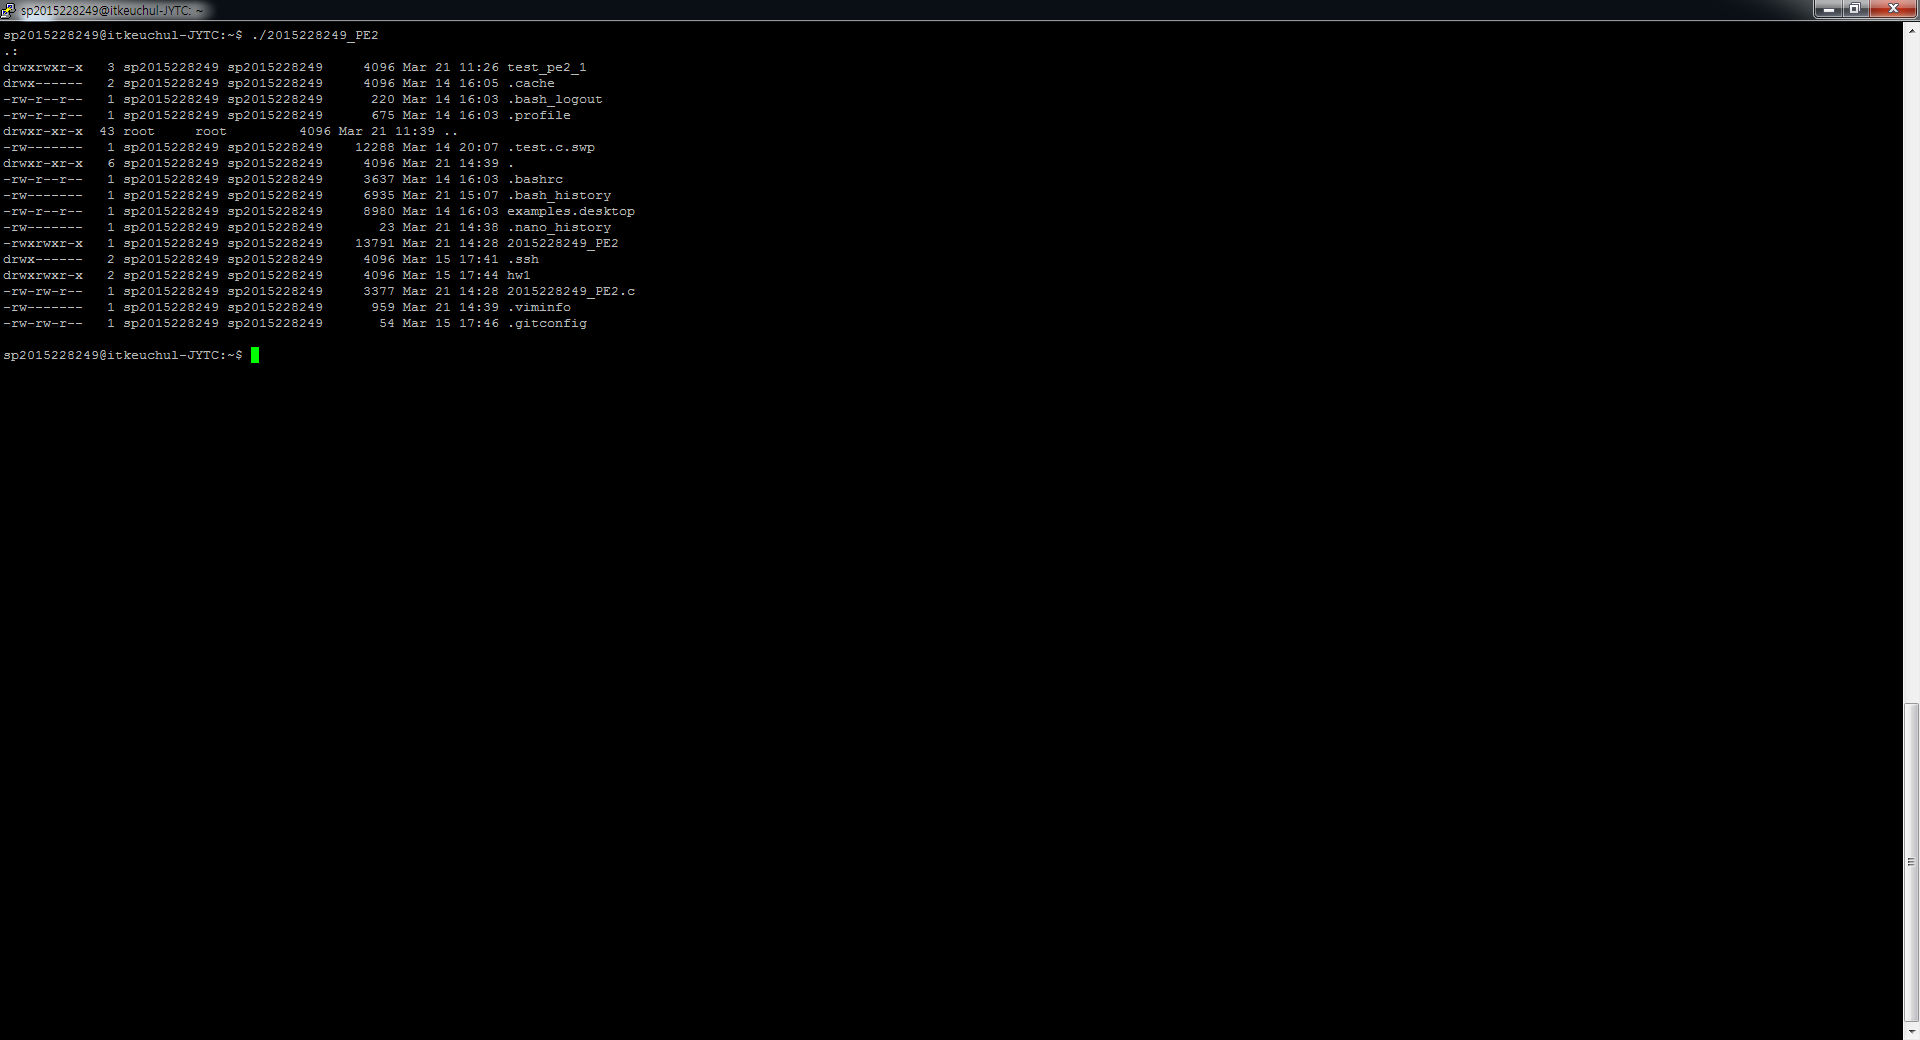 sp2015228249@itkeuchul-JYTC: ~
sp2015228249@itkeuchul-JYTC:~$ ./2015228249_PE2
.:
drwxrwxr-x   3 sp2015228249 sp2015228249     4096 Mar 21 11:26 test_pe2_1
drwx------   2 sp2015228249 sp2015228249     4096 Mar 14 16:05 .cache
-rw-r--r--   1 sp2015228249 sp2015228249      220 Mar 14 16:03 .bash_logout
-rw-r--r--   1 sp2015228249 sp2015228249      675 Mar 14 16:03 .profile
drwxr-xr-x  43 root     root         4096 Mar 21 11:39 ..
-rw-------   1 sp2015228249 sp2015228249    12288 Mar 14 20:07 .test.c.swp
drwxr-xr-x   6 sp2015228249 sp2015228249     4096 Mar 21 14:39 .
-rw-r--r--   1 sp2015228249 sp2015228249     3637 Mar 14 16:03 .bashrc
-rw-------   1 sp2015228249 sp2015228249     6935 Mar 21 15:07 .bash_history
-rw-r--r--   1 sp2015228249 sp2015228249     8980 Mar 14 16:03 examples.desktop
-rw-------   1 sp2015228249 sp2015228249       23 Mar 21 14:38 .nano_history
-rwxrwxr-x   1 sp2015228249 sp2015228249    13791 Mar 21 14:28 2015228249_PE2
drwx------   2 sp2015228249 sp2015228249     4096 Mar 15 17:41 .ssh
drwxrwxr-x   2 sp2015228249 sp2015228249     4096 Mar 15 17:44 hw1
-rw-rw-r--   1 sp2015228249 sp2015228249     3377 Mar 21 14:28 2015228249_PE2.c
-rw-------   1 sp2015228249 sp2015228249      959 Mar 21 14:39 .viminfo
-rw-rw-r--   1 sp2015228249 sp2015228249       54 Mar 15 17:46 .gitconfig
sp2015228249@itkeuchul-JYTC:~$